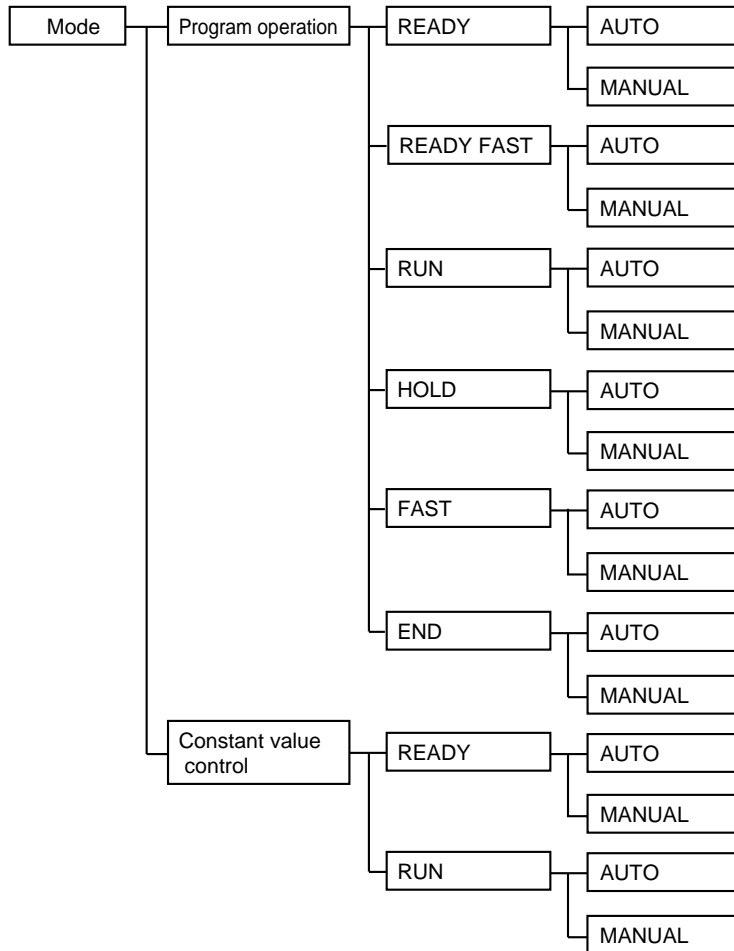 Mode
Program operation
READY
AUTO
MANUAL
READY FAST
AUTO
MANUAL
RUN
AUTO
MANUAL
HOLD
AUTO
MANUAL
FAST
AUTO
MANUAL
END
AUTO
MANUAL
Constant value
control
READY
AUTO
MANUAL
RUN
AUTO
MANUAL